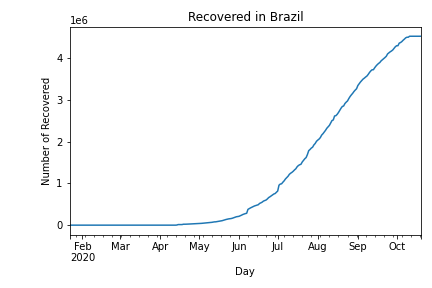 Recovered in Brazil
1e6
4
3
2
1
0
Number of Recovered
Feb Mar Apr May Jun Jul Aug Sep Oct
2020
Day